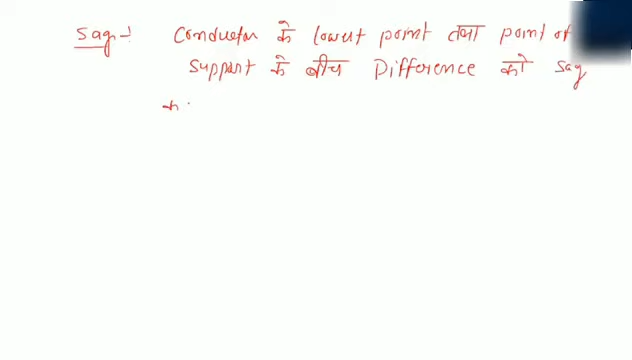 Sag :- Conductor के lowest point तथा point of
support के बीच Difference को sag
क